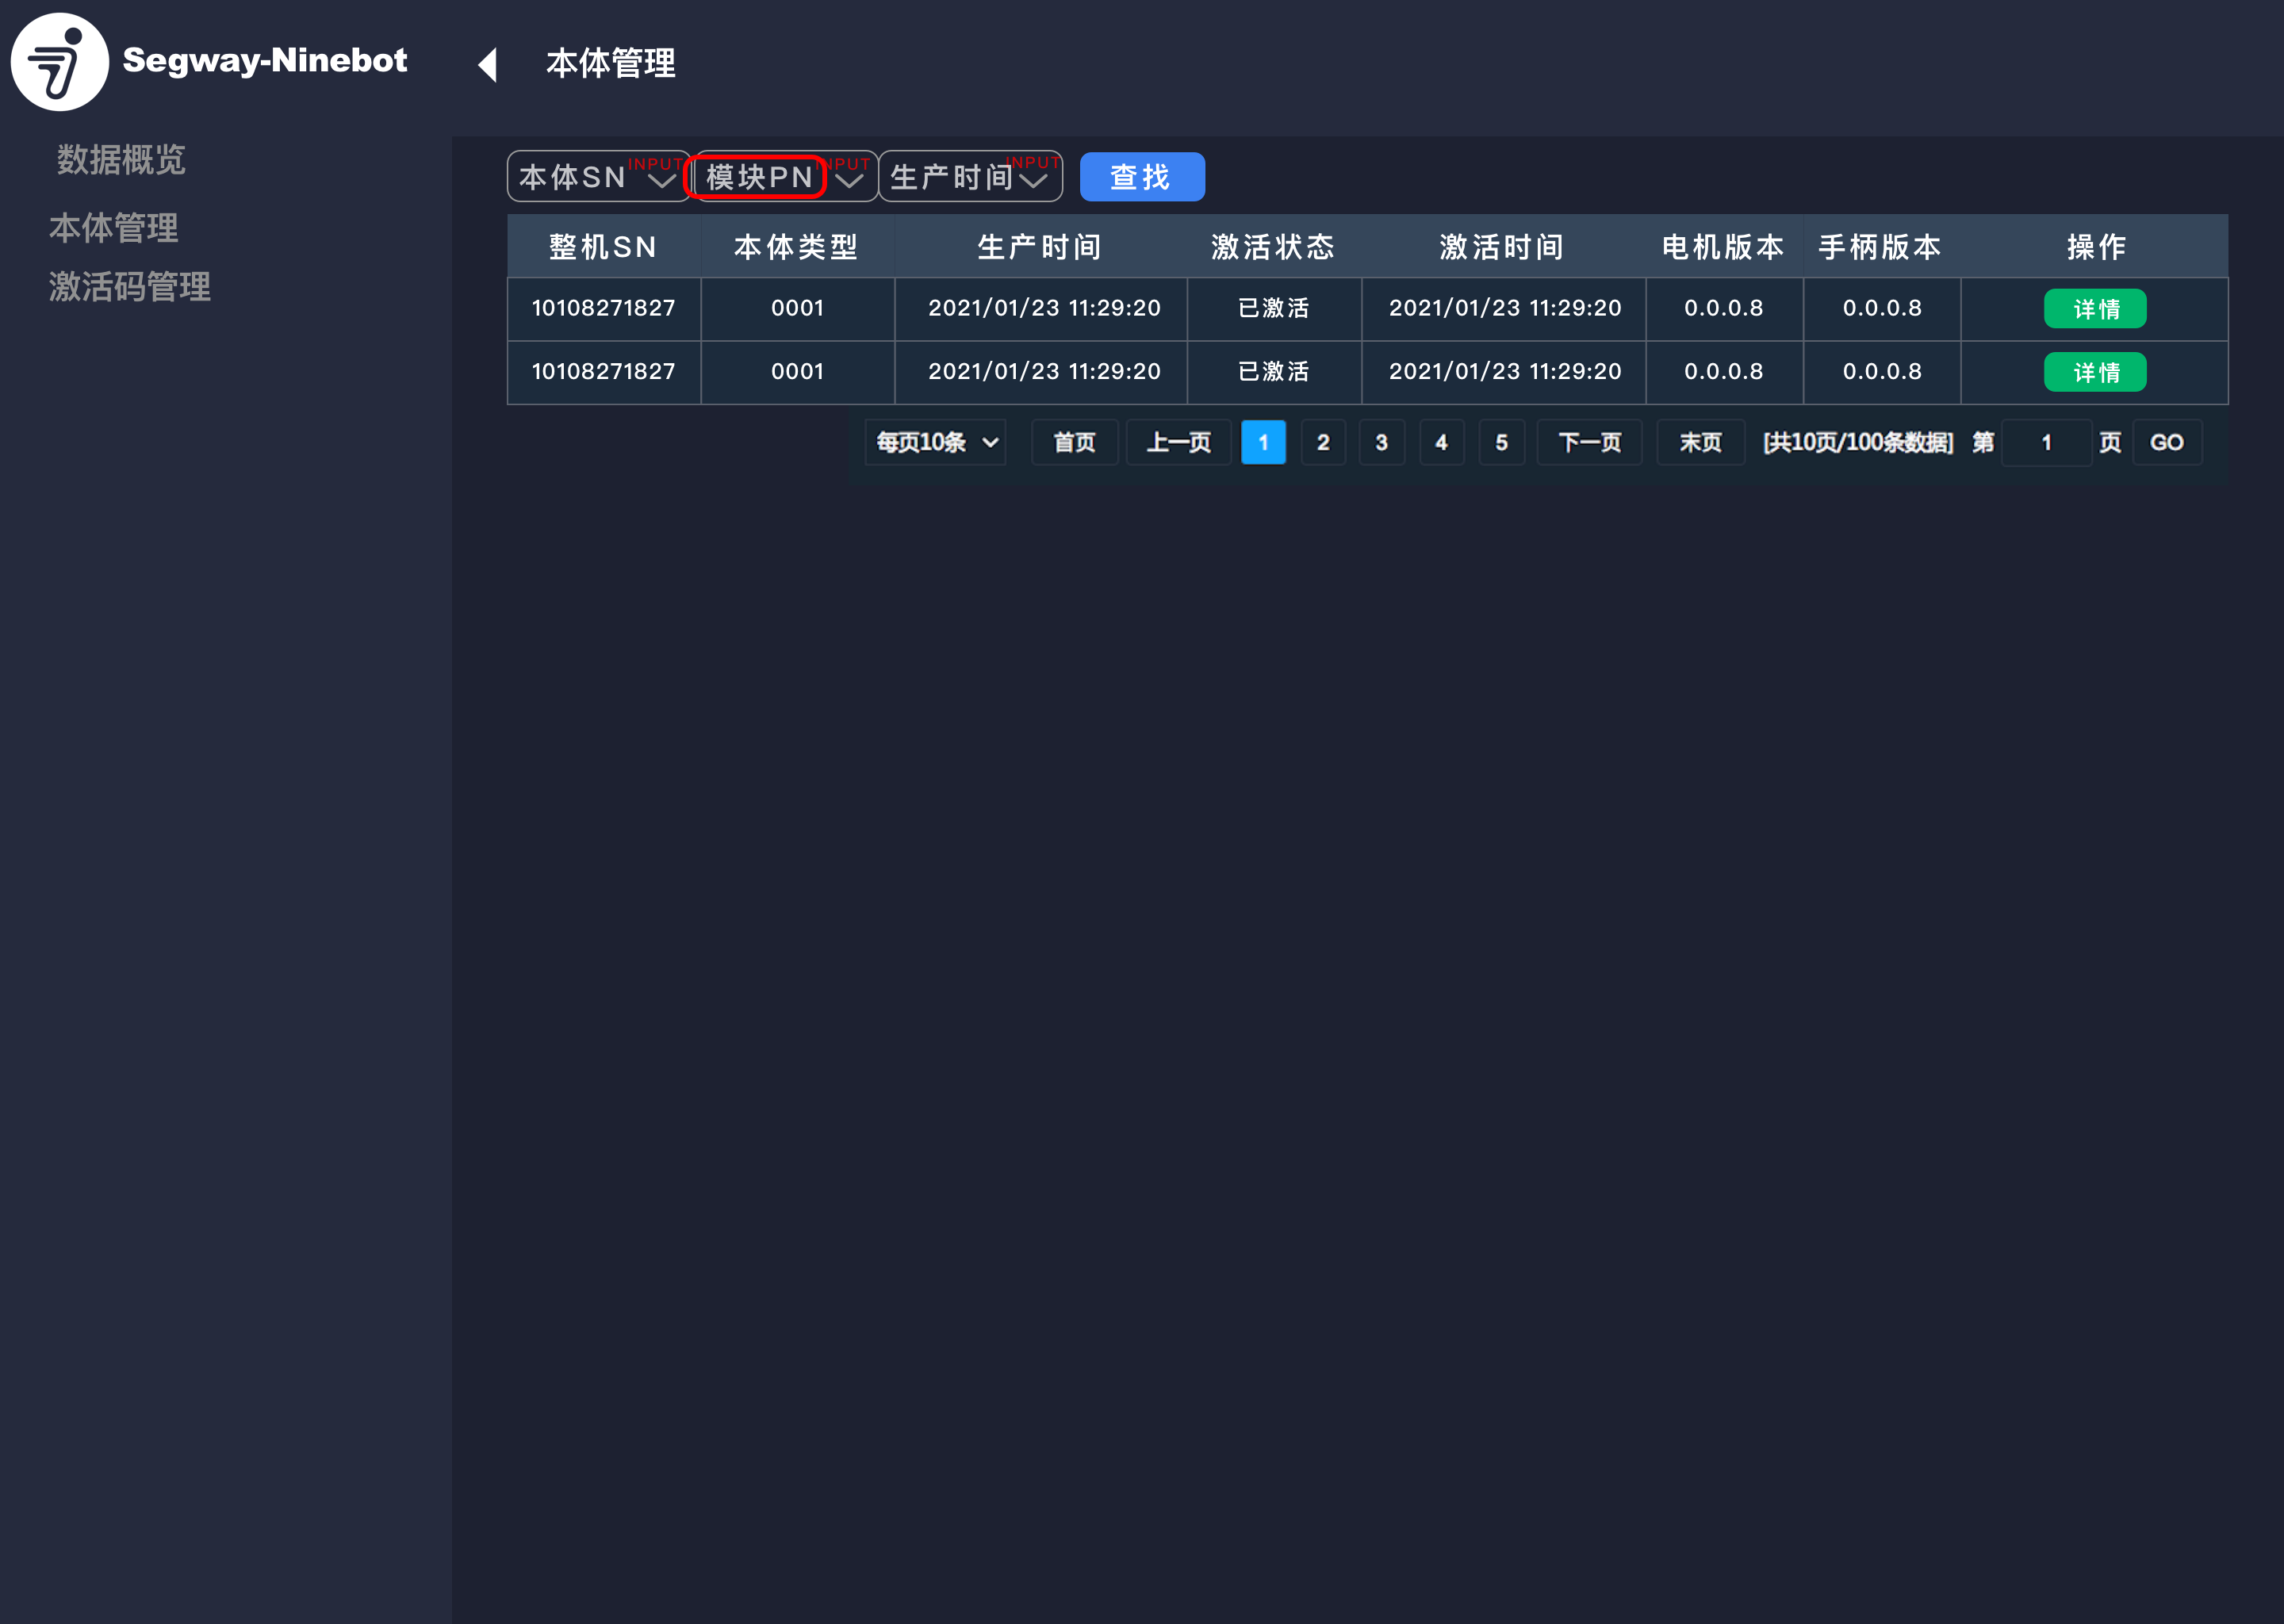 Segway-Ninebot
本体管理
数据概览
本体管理
激活码管理
本体SN INPUT 模块PN INPUT 生产时间 INPUT 查找
整机SN 本体类型 生产时间 激活状态 激活时间 电机版本 手柄版本 操作
10108271827 0001 2021/01/23 11:29:20 已激活 2021/01/23 11:29:20 0.0.0.8 0.0.0.8 详情
10108271827 0001 2021/01/23 11:29:20 已激活 2021/01/23 11:29:20 0.0.0.8 0.0.0.8 详情
每页10条 首页 上一页 1 2 3 4 5 下一页 末页 [共10页/100条数据] 第 1 页 GO